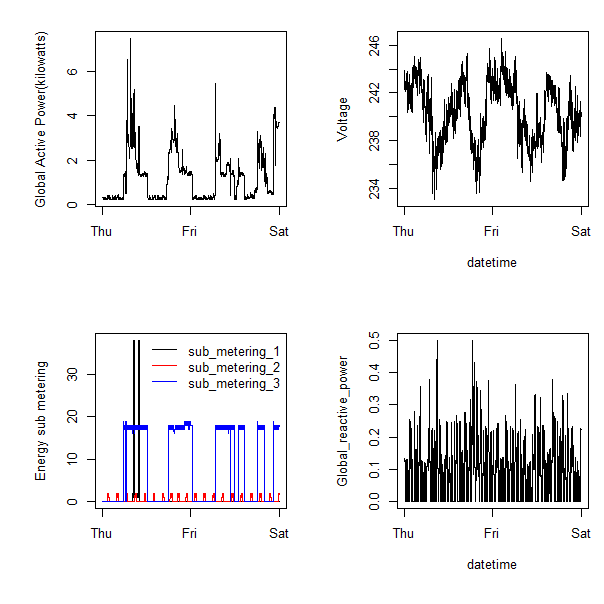 Global Active Power(kilowatts)
6
4
2
0
Thu
Fri
Sat
Voltage
246
242
238
234
Thu
Fri
Sat
datetime
Energy sub metering
30
20
10
0
sub_metering_1
sub_metering_2
sub_metering_3
Thu
Fri
Sat
Global_reactive_power
0.5
0.4
0.3
0.2
0.1
0.0
Thu
Fri
Sat
datetime